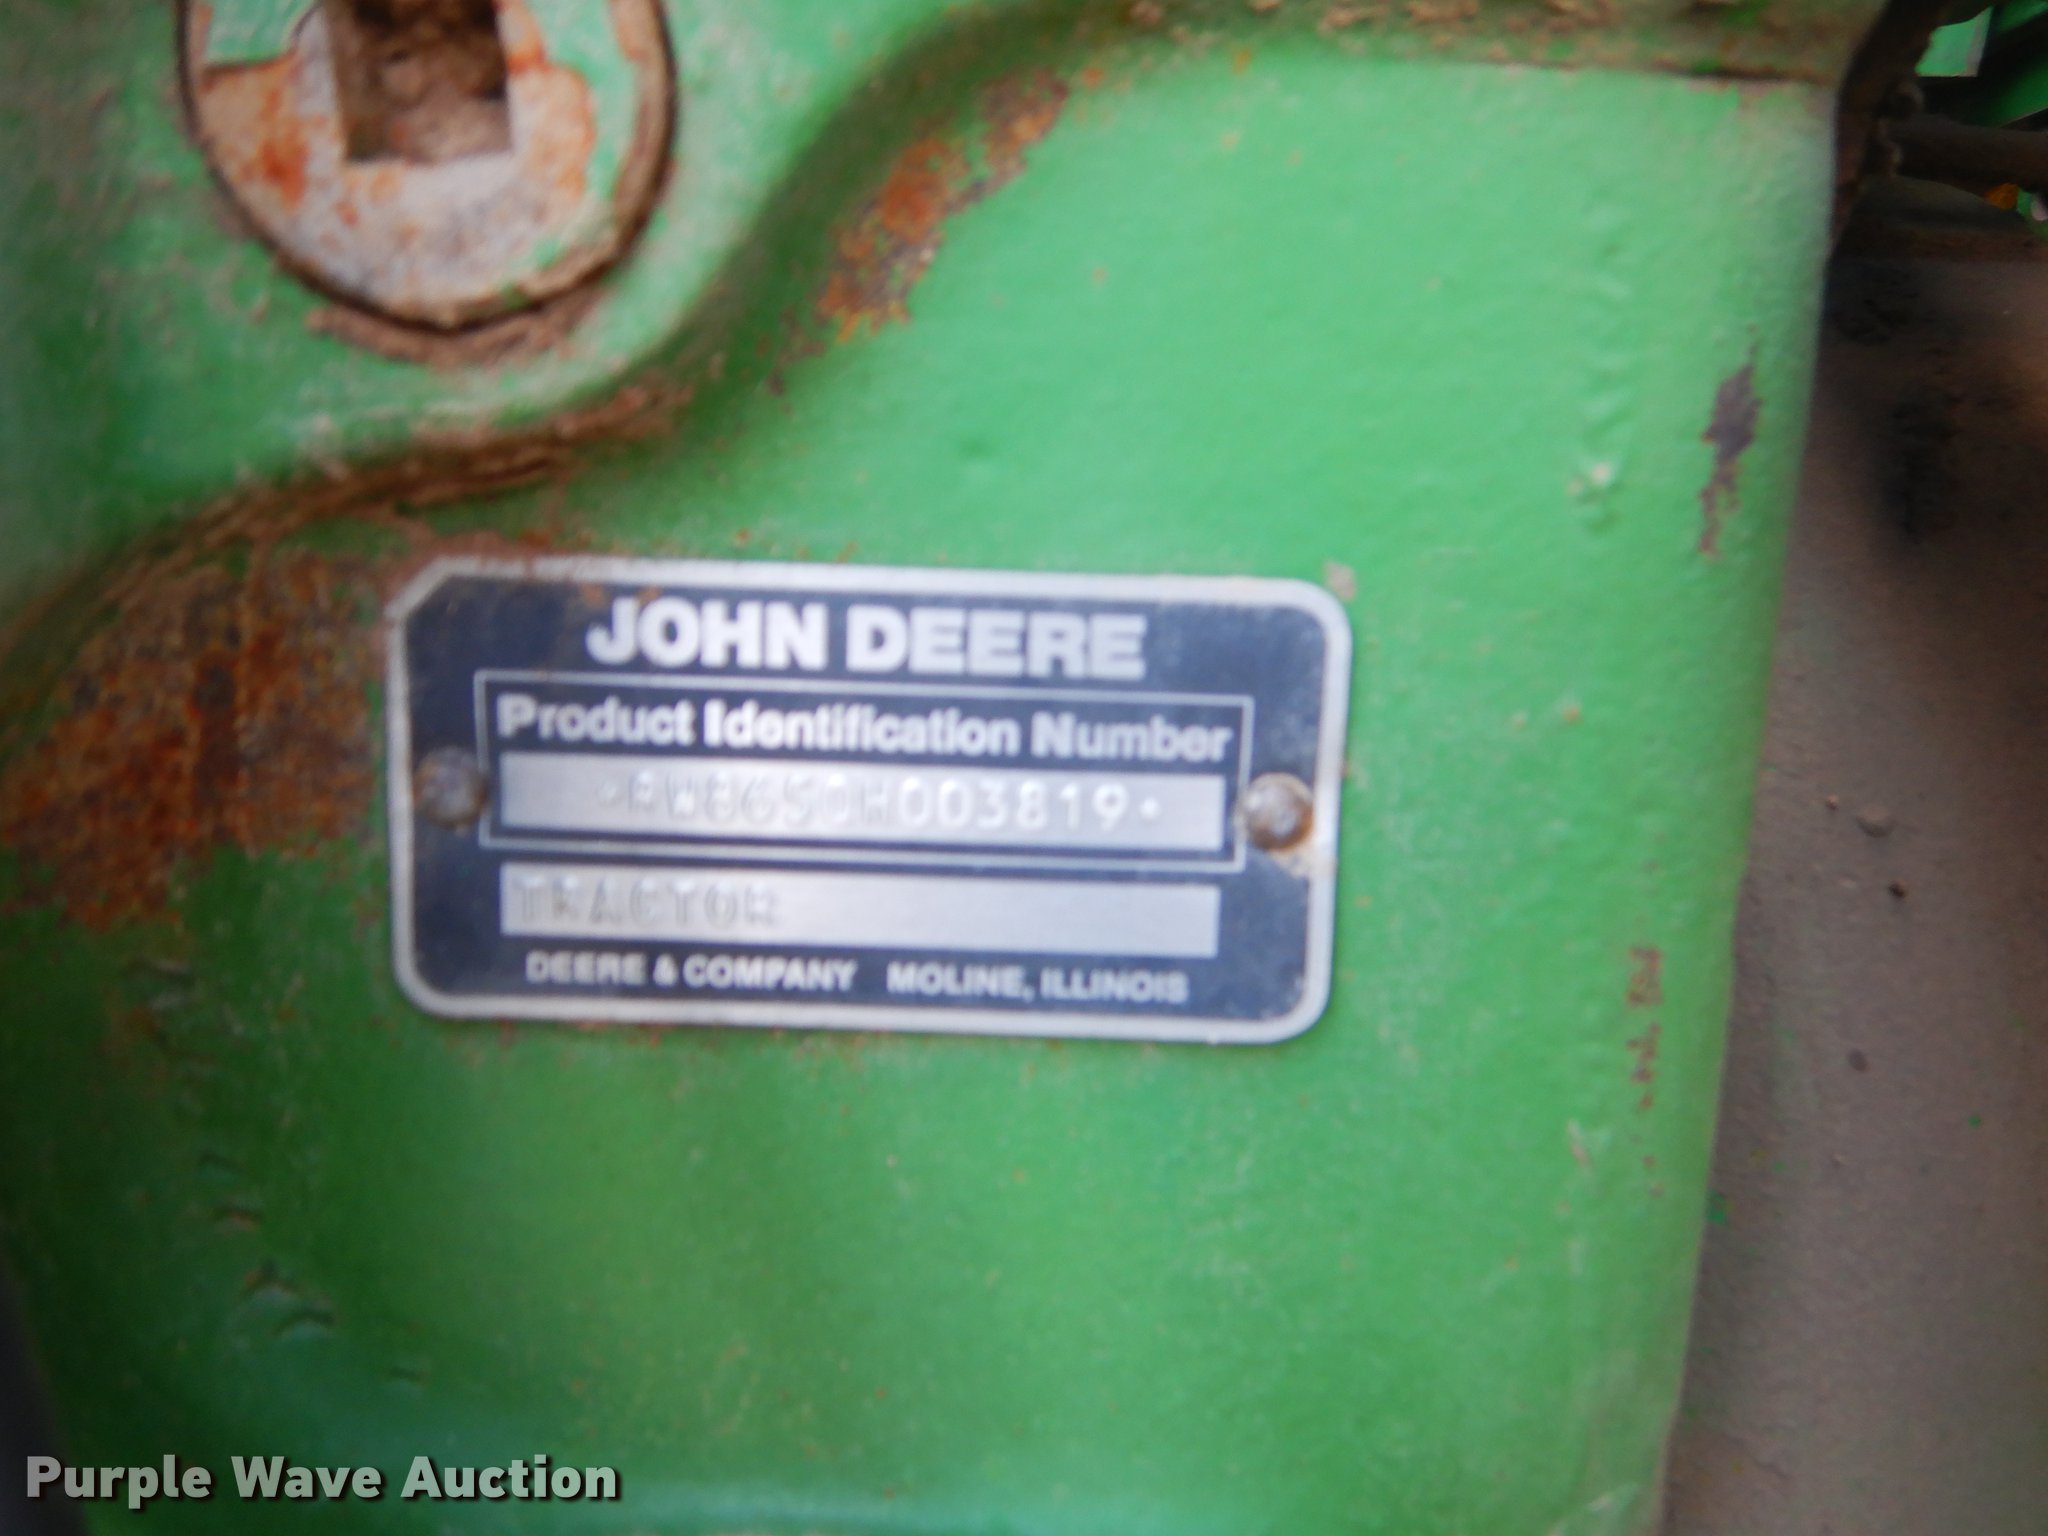 JOHN DEERE
Product Identification Number
*RW8650H003819*
TRACTOR
DEERE & COMPANY MOLINE, ILLINOIS
Purple Wave Auction